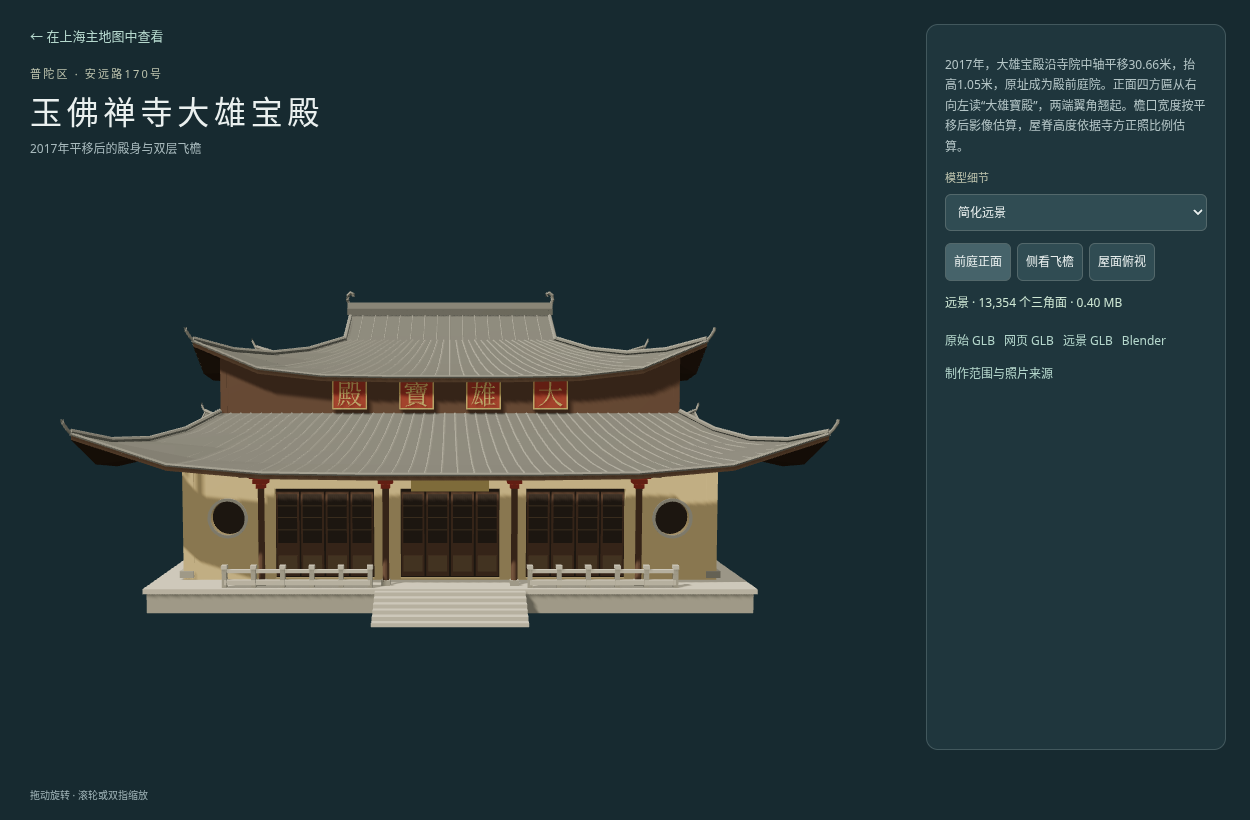 ← 在上海主地图中查看
普陀区 · 安远路170号
玉佛禅寺大雄宝殿
2017年平移后的殿身与双层飞檐
殿 寶 雄 大
拖动旋转 · 滚轮或双指缩放
2017年，大雄宝殿沿寺院中轴平移30.66米，抬
高1.05米，原址成为殿前庭院。正面四方匾从右
向左读“大雄寶殿”，两端翼角翘起。檐口宽度按平
移后影像估算，屋脊高度依据寺方正照比例估
算。
模型细节
简化远景
前庭正面 侧看飞檐 屋面俯视
远景 · 13,354 个三角面 · 0.40 MB
原始 GLB 网页 GLB 远景 GLB Blender
制作范围与照片来源